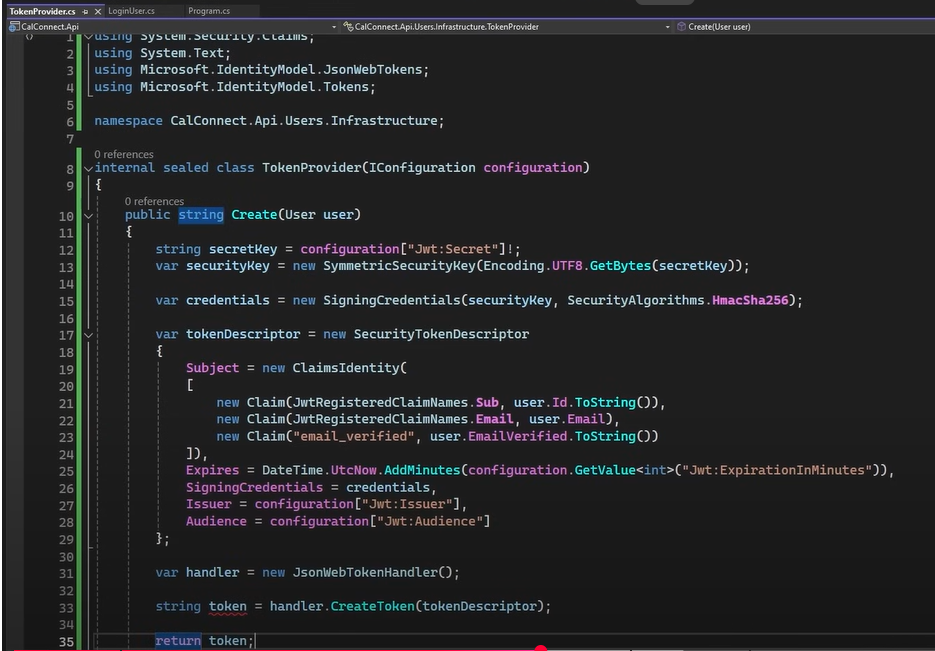 TokenProvider.cs LoginUser.cs Program.cs
CalConnect.Api CalConnect.Api.Users.Infrastructure.TokenProvider Create(User user)
1 using System.Security.Claims;
2 using System.Text;
3 using Microsoft.IdentityModel.JsonWebTokens;
4 using Microsoft.IdentityModel.Tokens;
5
6 namespace CalConnect.Api.Users.Infrastructure;
7
0 references
8 internal sealed class TokenProvider(IConfiguration configuration)
9 {
0 references
10 public string Create(User user)
11 {
12 string secretKey = configuration["Jwt:Secret"]!;
13 var securityKey = new SymmetricSecurityKey(Encoding.UTF8.GetBytes(secretKey));
14
15 var credentials = new SigningCredentials(securityKey, SecurityAlgorithms.HmacSha256);
16
17 var tokenDescriptor = new SecurityTokenDescriptor
18 {
19 Subject = new ClaimsIdentity(
20 [
21 new Claim(JwtRegisteredClaimNames.Sub, user.Id.ToString()),
22 new Claim(JwtRegisteredClaimNames.Email, user.Email),
23 new Claim("email_verified", user.EmailVerified.ToString())
24 ]),
25 Expires = DateTime.UtcNow.AddMinutes(configuration.GetValue<int>("Jwt:ExpirationInMinutes")),
26 SigningCredentials = credentials,
27 Issuer = configuration["Jwt:Issuer"],
28 Audience = configuration["Jwt:Audience"]
29 };
30
31 var handler = new JsonWebTokenHandler();
32
33 string token = handler.CreateToken(tokenDescriptor);
34
35 return token;